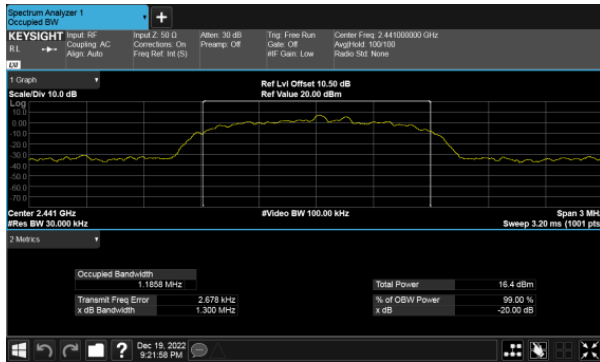 Spectrum Analyzer 1
Occupied BW
KEYSIGHT
R L
Input: RF
Coupling: AC
Align: Auto
Input Z: 50 Ω
Corrections: On
Freq Ref: Int (S)
Atten: 30 dB
Preamp: Off
Trig: Free Run
Gate: Off
#IF Gain: Low
Center Freq: 2.441000000 GHz
Avg|Hold: 100/100
Radio Std: None
1 Graph
Scale/Div 10.0 dB
Ref Lvl Offset 10.50 dB
Ref Value 20.00 dBm
Log
10.0
0.00
-10.0
-20.0
-30.0
-40.0
-50.0
-60.0
-70.0
Center 2.441 GHz
#Res BW 30.000 kHz
#Video BW 100.00 kHz
Span 3 MHz
Sweep 3.20 ms (1001 pts)
2 Metrics
Occupied Bandwidth
1.1858 MHz
Transmit Freq Error 2.678 kHz
x dB Bandwidth 1.300 MHz
Total Power 16.4 dBm
% of OBW Power 99.00 %
x dB -20.00 dB
Dec 19, 2022
9:21:58 PM